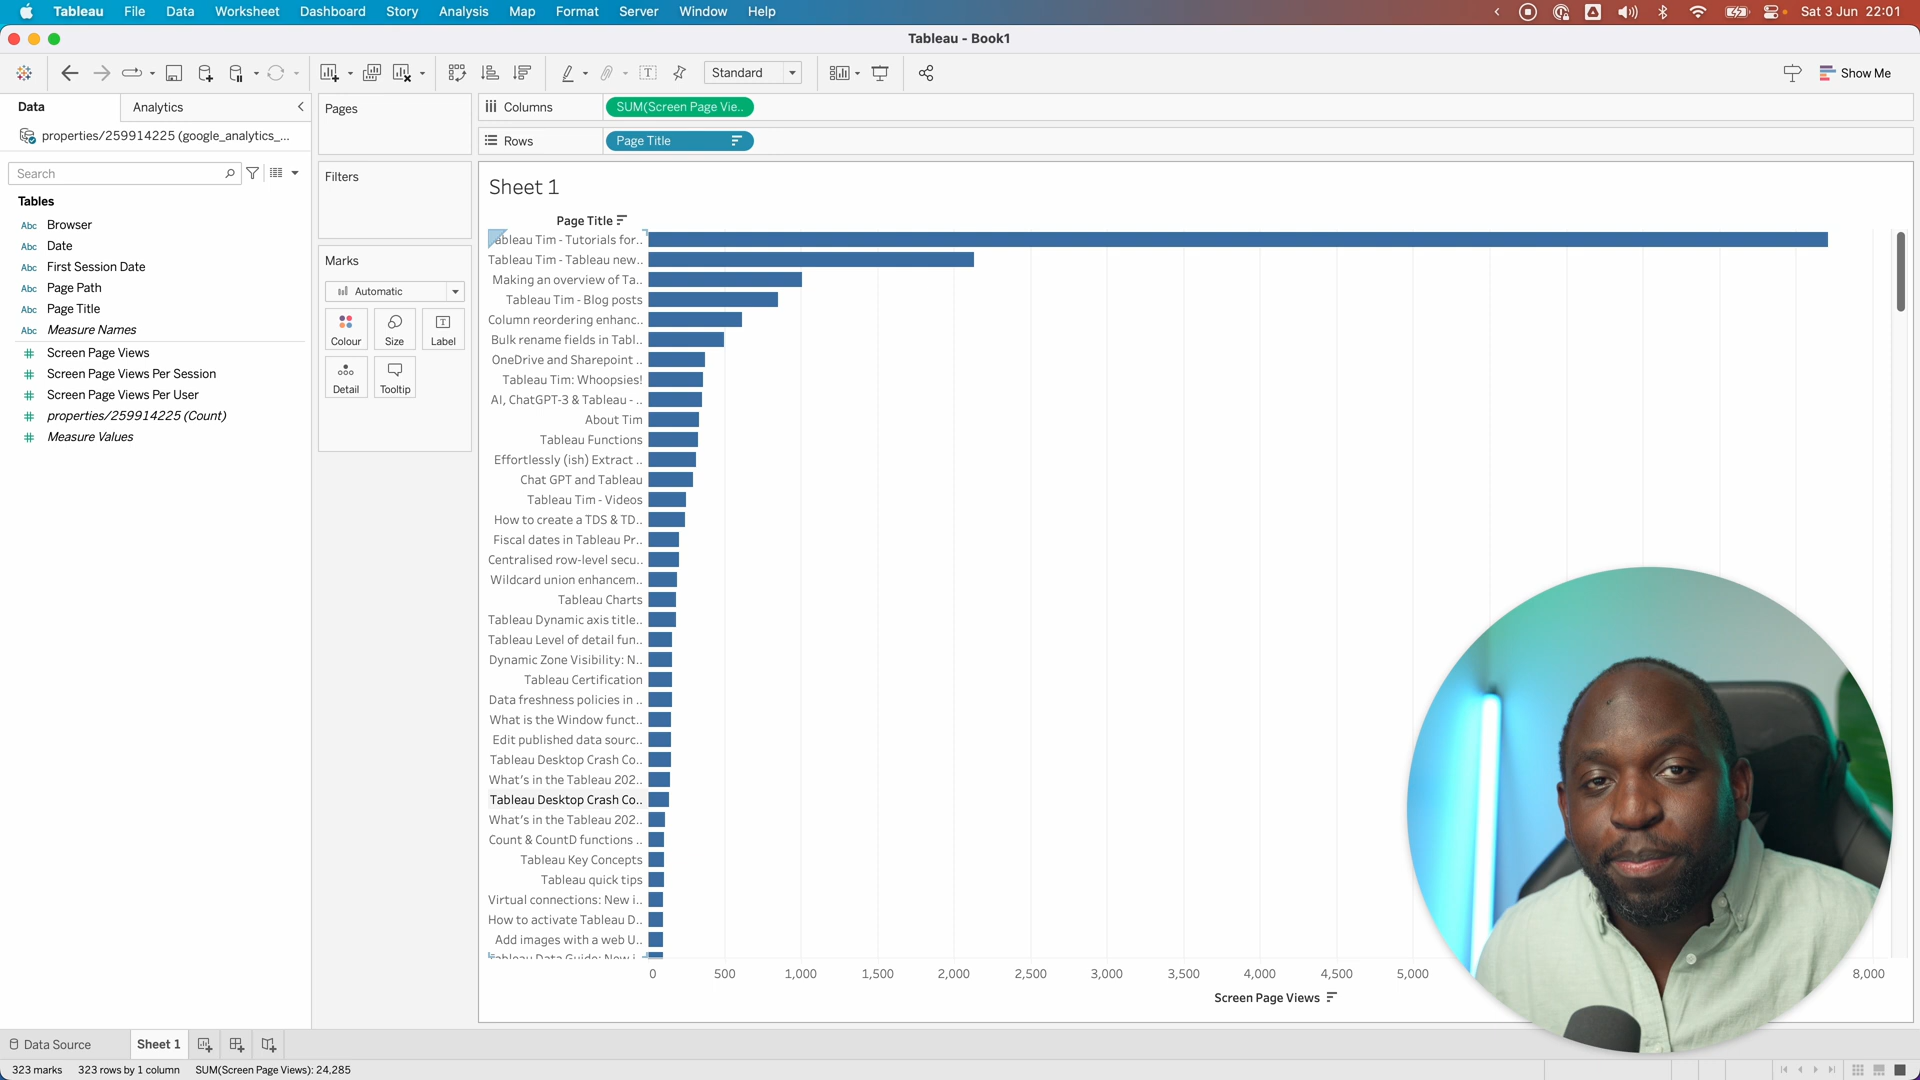 Tableau File Data Worksheet Dashboard Story Analysis Map Format Server Window Help Sat 3 Jun 22:01
Tableau - Book1
Standard Show Me
Data Analytics
properties/259914225 (google_analytics_...
Search
Tables
Abc Browser
Abc Date
Abc First Session Date
Abc Page Path
Abc Page Title
Abc Measure Names
# Screen Page Views
# Screen Page Views Per Session
# Screen Page Views Per User
# properties/259914225 (Count)
# Measure Values
Pages
Filters
Marks
Automatic
Colour Size Label
Detail Tooltip
Columns SUM(Screen Page Vie..
Rows Page Title
Sheet 1
Page Title
Tableau Tim - Tutorials for..
Tableau Tim - Tableau new..
Making an overview of Ta..
Tableau Tim - Blog posts
Column reordering enhanc..
Bulk rename fields in Tabl..
OneDrive and Sharepoint ..
Tableau Tim: Whoopsies!
AI, ChatGPT-3 & Tableau - ..
About Tim
Tableau Functions
Effortlessly (ish) Extract ..
Chat GPT and Tableau
Tableau Tim - Videos
How to create a TDS & TD..
Fiscal dates in Tableau Pr..
Centralised row-level secu..
Wildcard union enhancem..
Tableau Charts
Tableau Dynamic axis title..
Tableau Level of detail fun..
Dynamic Zone Visibility: N..
Tableau Certification
Data freshness policies in ..
What is the Window funct..
Edit published data sourc..
Tableau Desktop Crash Co..
What's in the Tableau 202..
Tableau Desktop Crash Co..
What's in the Tableau 202..
Count & CountD functions ..
Tableau Key Concepts
Tableau quick tips
Virtual connections: New i..
How to activate Tableau D..
Add images with a web U..
Tableau Data Guide: New i..
0 500 1,000 1,500 2,000 2,500 3,000 3,500 4,000 4,500 5,000 8,000
Screen Page Views
Data Source Sheet 1
323 marks 323 rows by 1 column SUM(Screen Page Views): 24,285